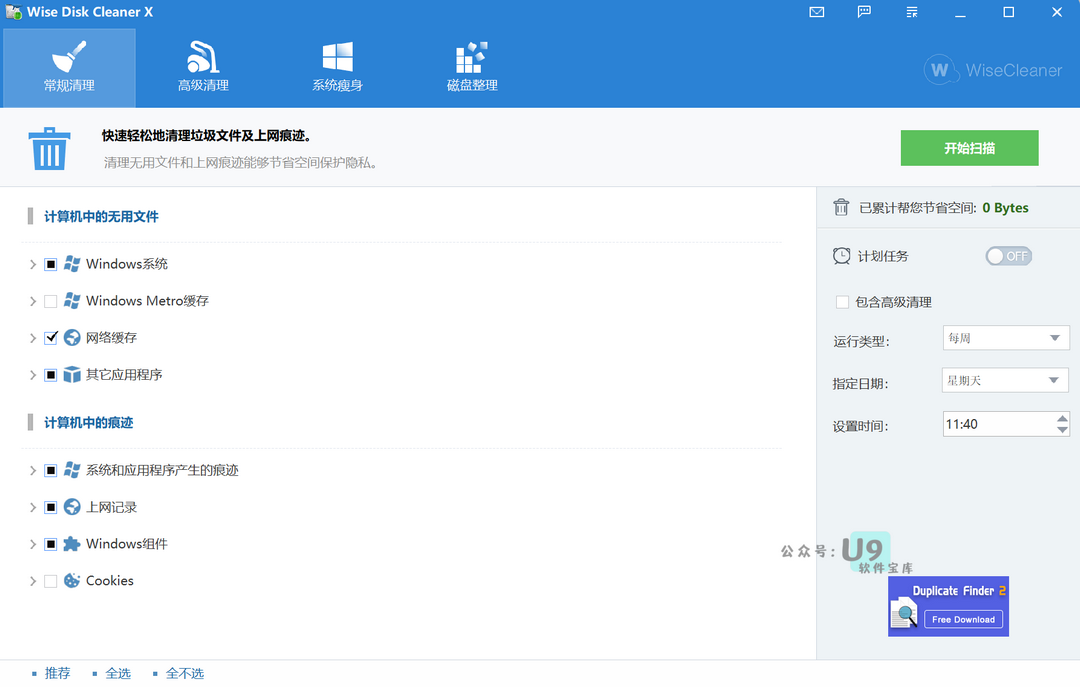 Wise Disk Cleaner X
常规清理
高级清理
系统瘦身
磁盘整理
W WiseCleaner
快速轻松地清理垃圾文件及上网痕迹。
清理无用文件和上网痕迹能够节省空间保护隐私。
开始扫描
计算机中的无用文件
Windows系统
Windows Metro缓存
网络缓存
其它应用程序
计算机中的痕迹
系统和应用程序产生的痕迹
上网记录
Windows组件
Cookies
已累计帮您节省空间: 0 Bytes
计划任务 OFF
包含高级清理
运行类型: 每周
指定日期: 星期天
设置时间: 11:40
公众号: U9
软件宝库
Duplicate Finder 2
Free Download
推荐 全选 全不选